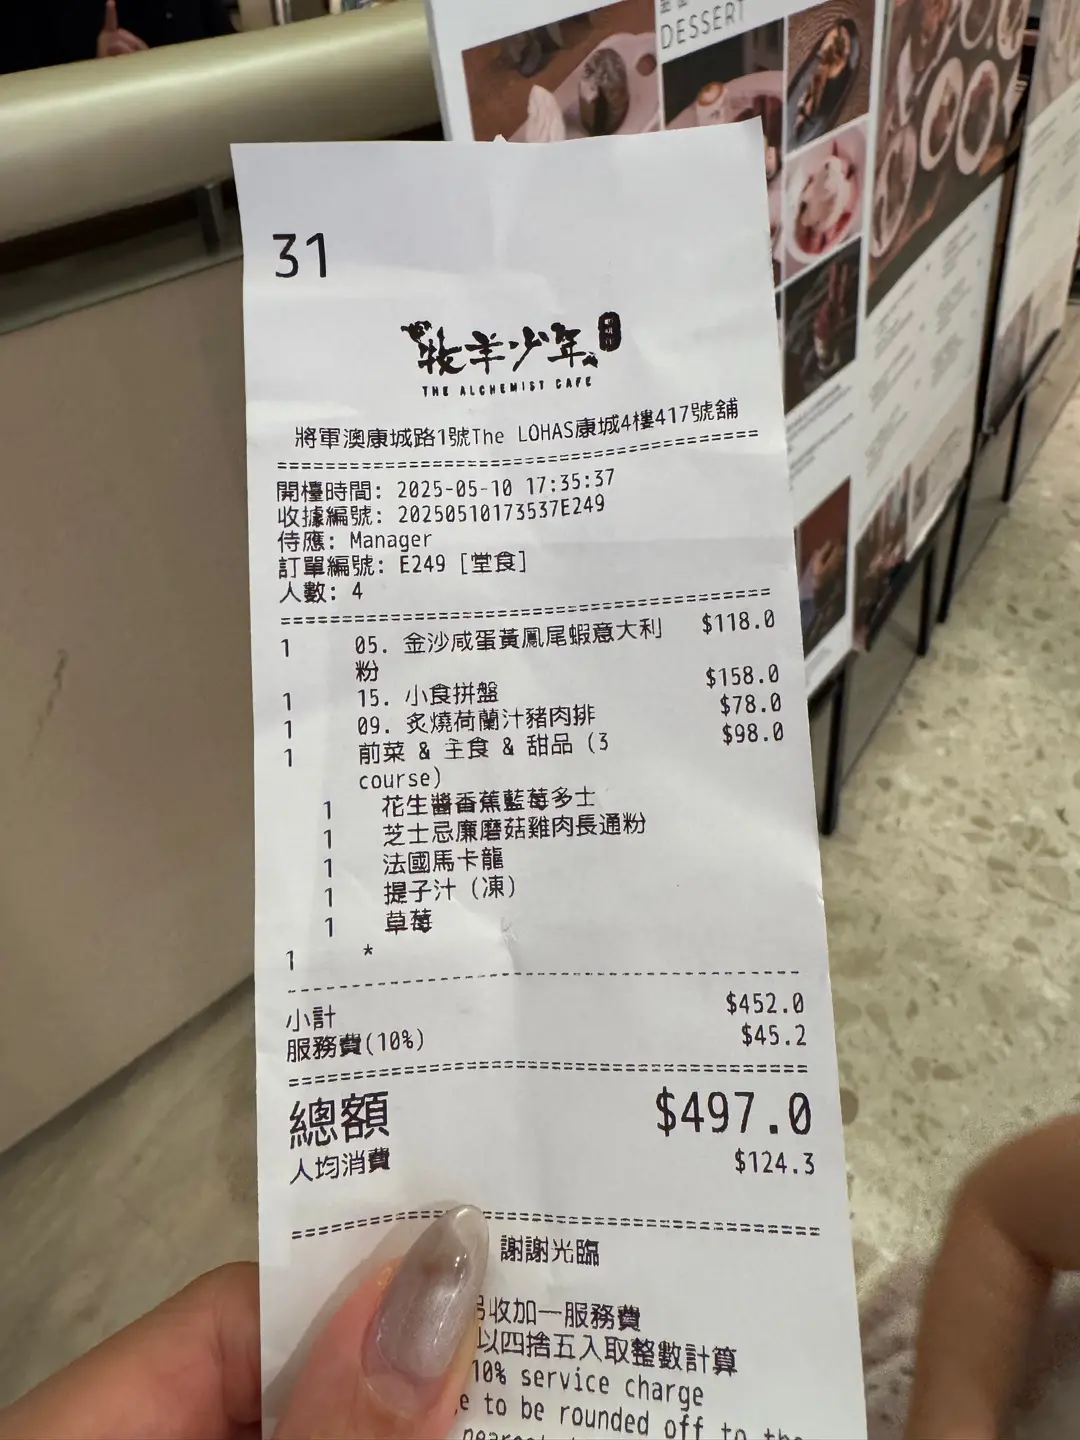 DESSERT
31
牧羊少年
THE ALCHEMIST CAFE
將軍澳康城路1號The LOHAS康城4樓417號舖
開檯時間: 2025-05-10 17:35:37
收據編號: 20250510173537E249
侍應: Manager
訂單編號: E249 [堂食]
人數: 4
1 05. 金沙咸蛋黃鳳尾蝦意大利 $118.0
粉
1 15. 小食拼盤 $158.0
1 09. 炙燒荷蘭汁豬肉排 $78.0
1 前菜 & 主食 & 甜品 (3 $98.0
course)
1 花生醬香蕉藍莓多士
1 芝士忌廉磨菇雞肉長通粉
1 法國馬卡龍
1 提子汁 (凍)
1 草莓
1 *
小計 $452.0
服務費(10%) $45.2
總額 $497.0
人均消費 $124.3
謝謝光臨
收加一服務費
以四捨五入取整數計算
10% service charge
to be rounded off to the